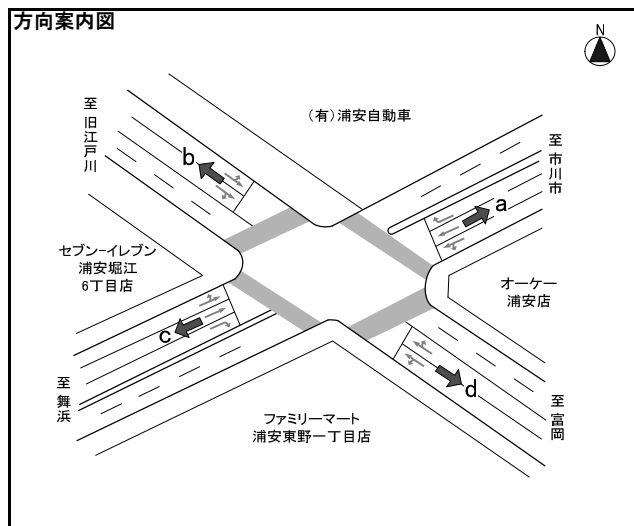 方向案内図
N
(有)浦安自動車
至旧江戸川
至市川市
b
a
セブン-イレブン
浦安堀江
6丁目店
オーケー
浦安店
c
d
至舞浜
ファミリーマート
浦安東野一丁目店
至富岡